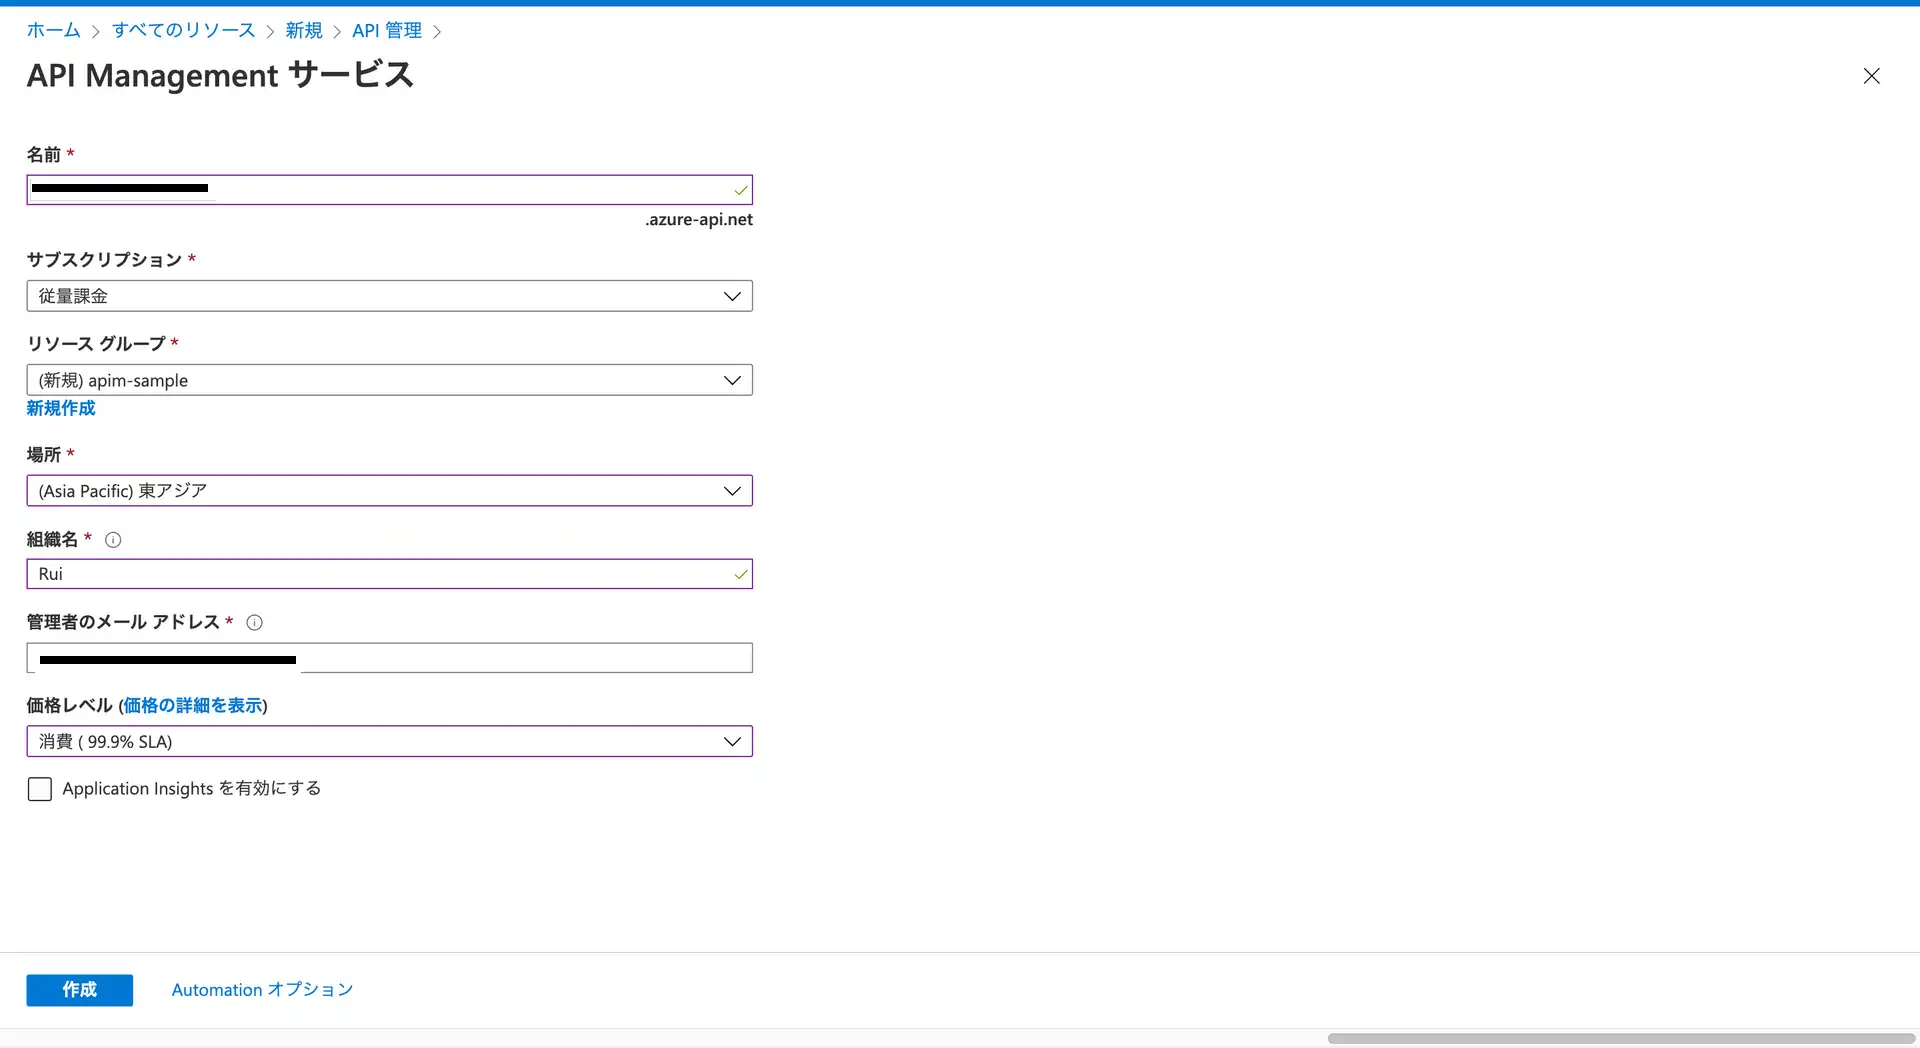 ホーム > すべてのリソース > 新規 > API 管理 >
API Management サービス
名前 *
.azure-api.net
サブスクリプション *
従量課金
リソース グループ *
(新規) apim-sample
新規作成
場所 *
(Asia Pacific) 東アジア
組織名 *
Rui
管理者のメール アドレス *
価格レベル (価格の詳細を表示)
消費 ( 99.9% SLA)
Application Insights を有効にする
作成 Automation オプション